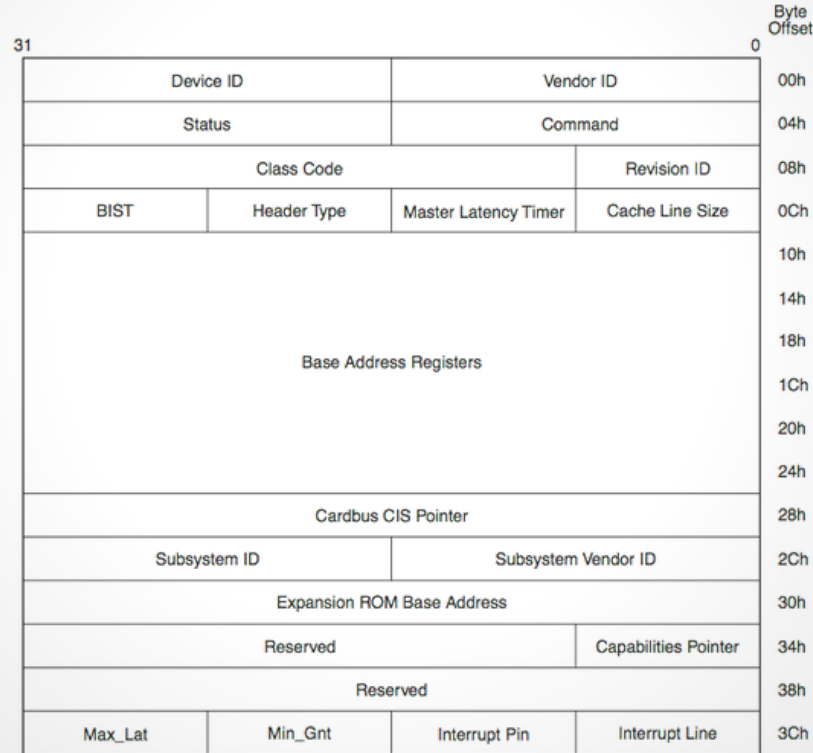 Byte
Offset
31 0
Device ID Vendor ID 00h
Status Command 04h
Class Code Revision ID 08h
BIST Header Type Master Latency Timer Cache Line Size 0Ch
10h
14h
18h
Base Address Registers
1Ch
20h
24h
Cardbus CIS Pointer 28h
Subsystem ID Subsystem Vendor ID 2Ch
Expansion ROM Base Address 30h
Reserved Capabilities Pointer 34h
Reserved 38h
Max_Lat Min_Gnt Interrupt Pin Interrupt Line 3Ch